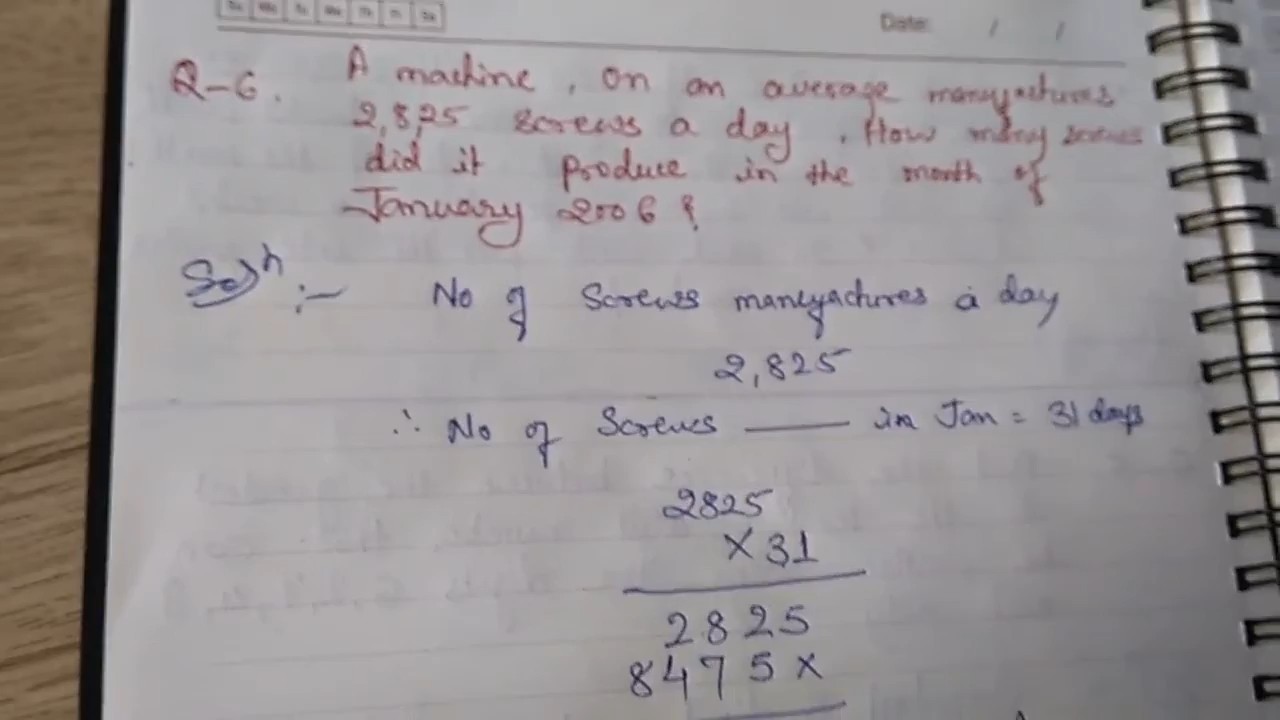 Date: / /
Q-6. A machine, on an average manufactures
2,825 screws a day. How many screws
did it produce in the month of
January 2006?
Solⁿ :- No of Screws manufactures a day
2,825
∴ No of Screws —— in Jan = 31 days
2825
×31
2825
8475×